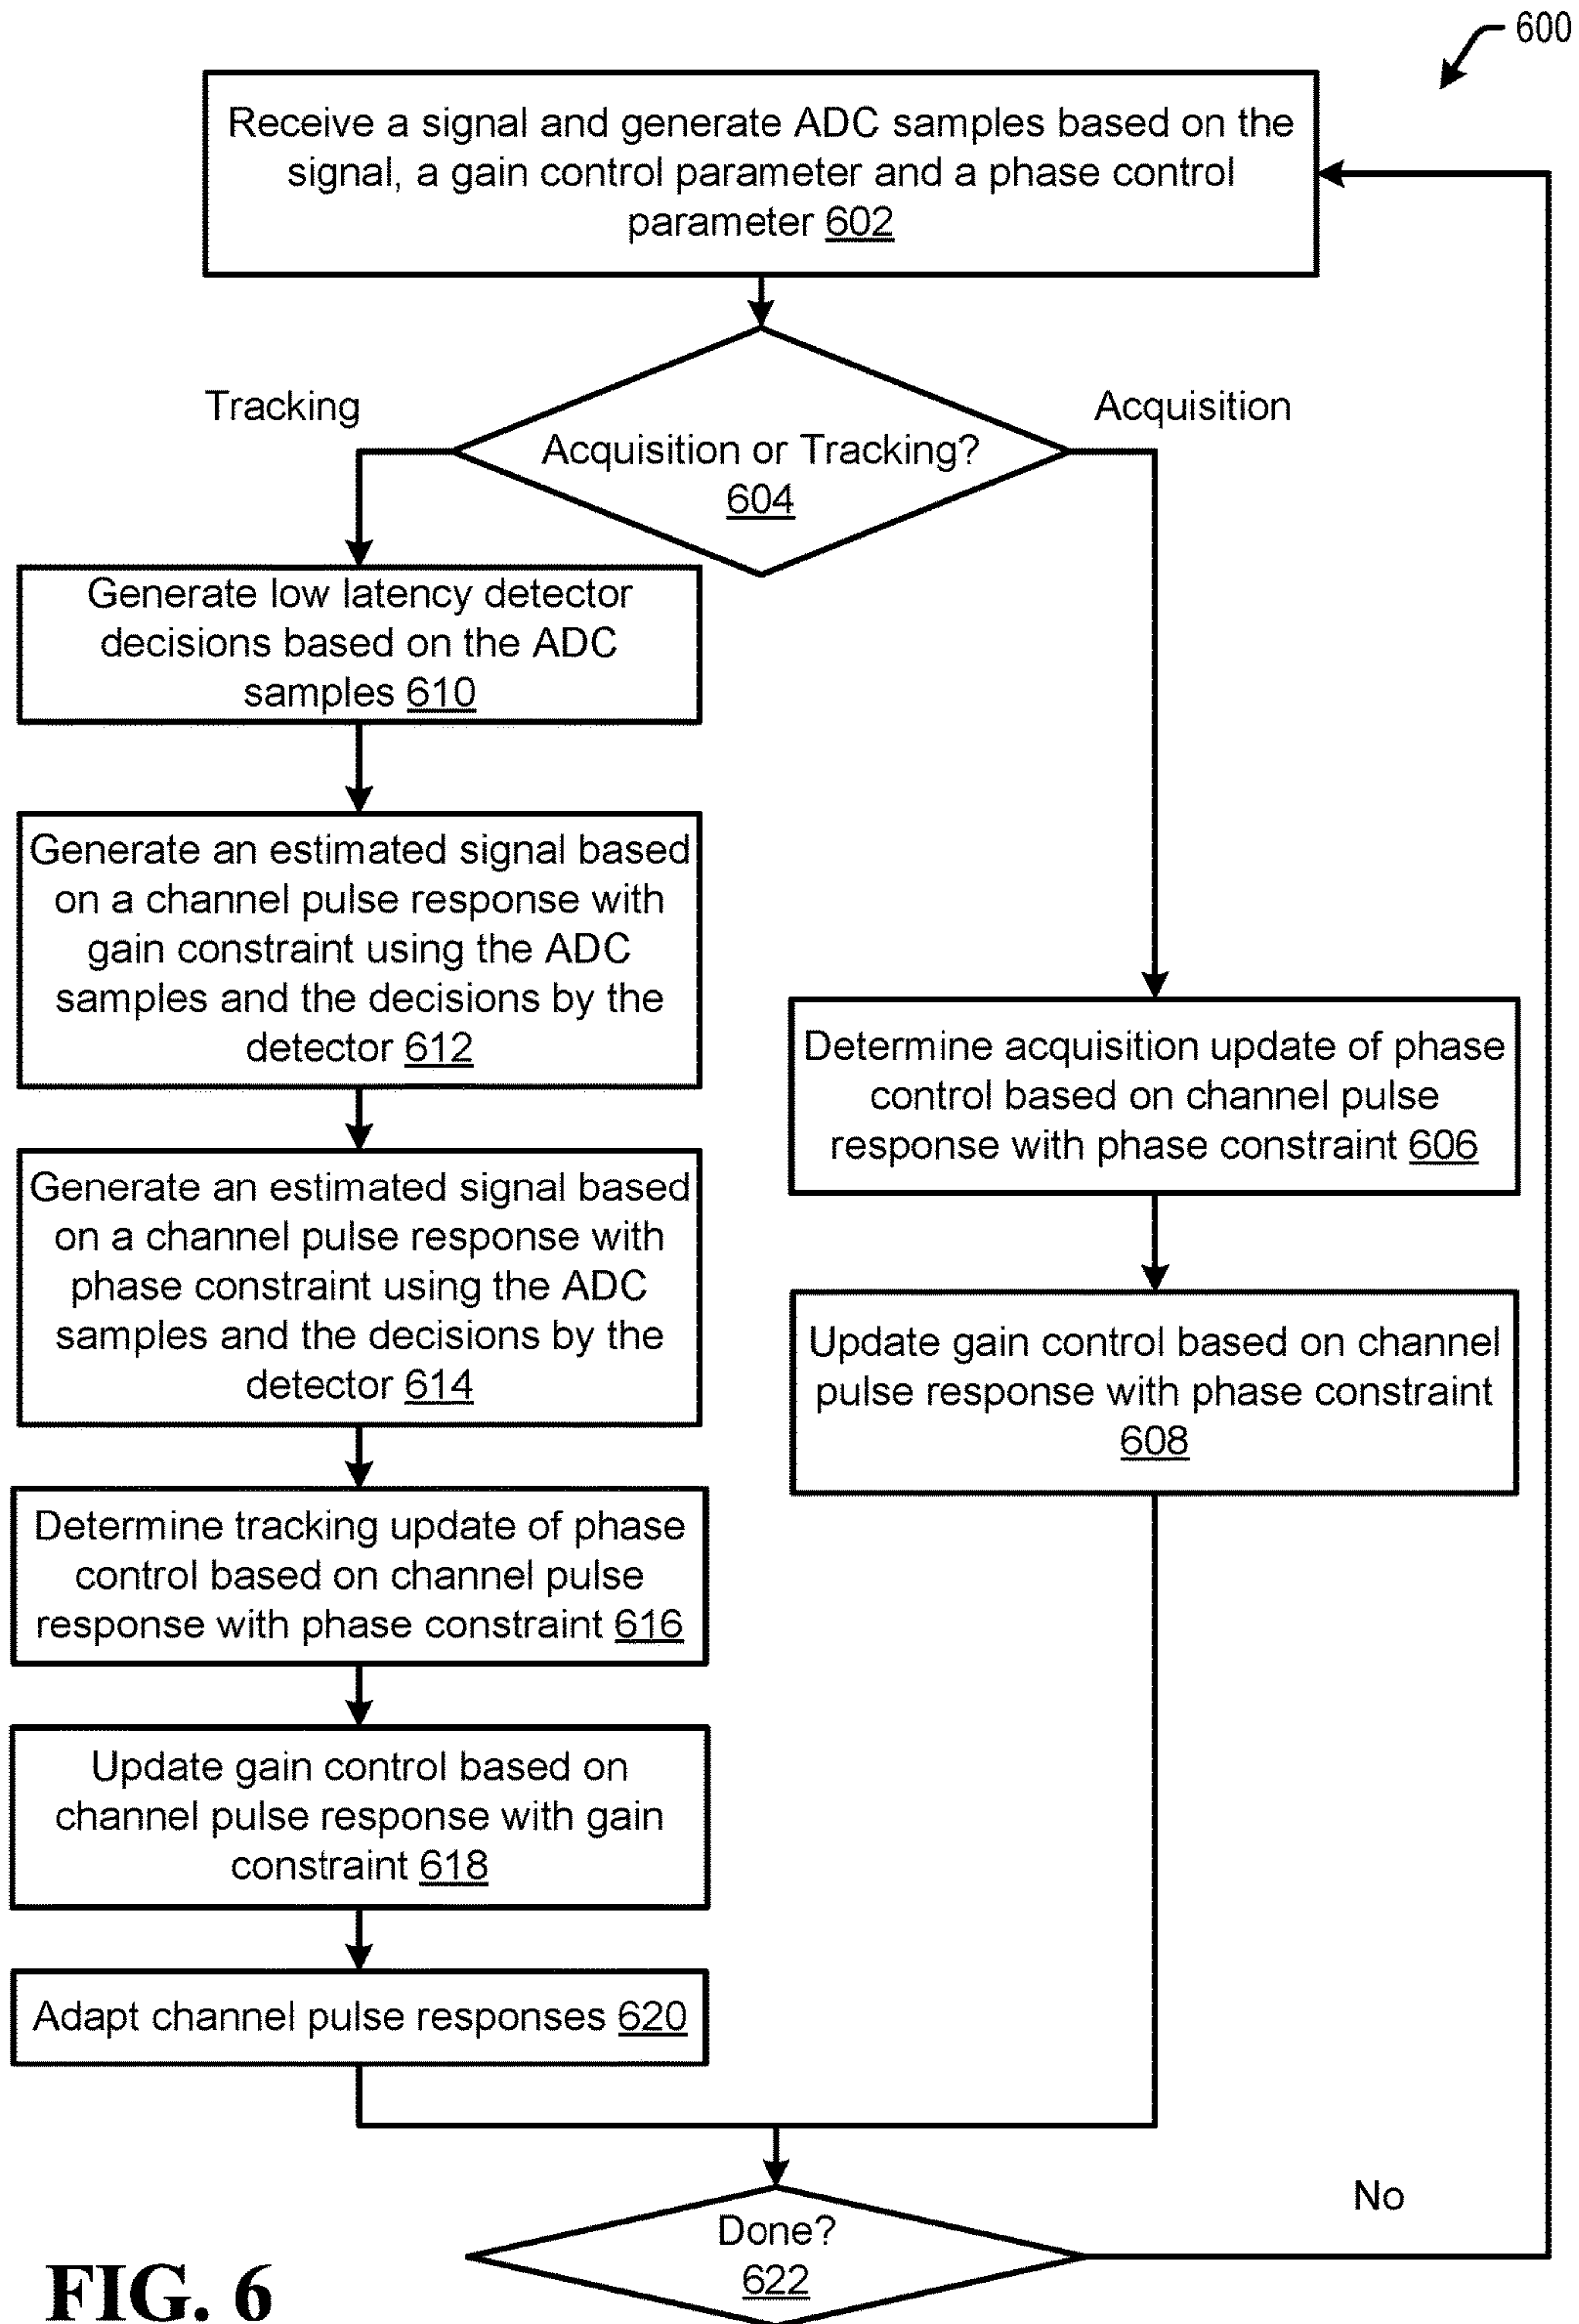 600
Receive a signal and generate ADC samples based on the
signal, a gain control parameter and a phase control
parameter 602
Tracking
Acquisition
Acquisition or Tracking?
604
Generate low latency detector
decisions based on the ADC
samples 610
Generate an estimated signal based
on a channel pulse response with
gain constraint using the ADC
samples and the decisions by the
detector 612
Generate an estimated signal based
on a channel pulse response with
phase constraint using the ADC
samples and the decisions by the
detector 614
Determine tracking update of phase
control based on channel pulse
response with phase constraint 616
Update gain control based on
channel pulse response with gain
constraint 618
Adapt channel pulse responses 620
Determine acquisition update of phase
control based on channel pulse
response with phase constraint 606
Update gain control based on channel
pulse response with phase constraint
608
Done?
622
No
FIG. 6